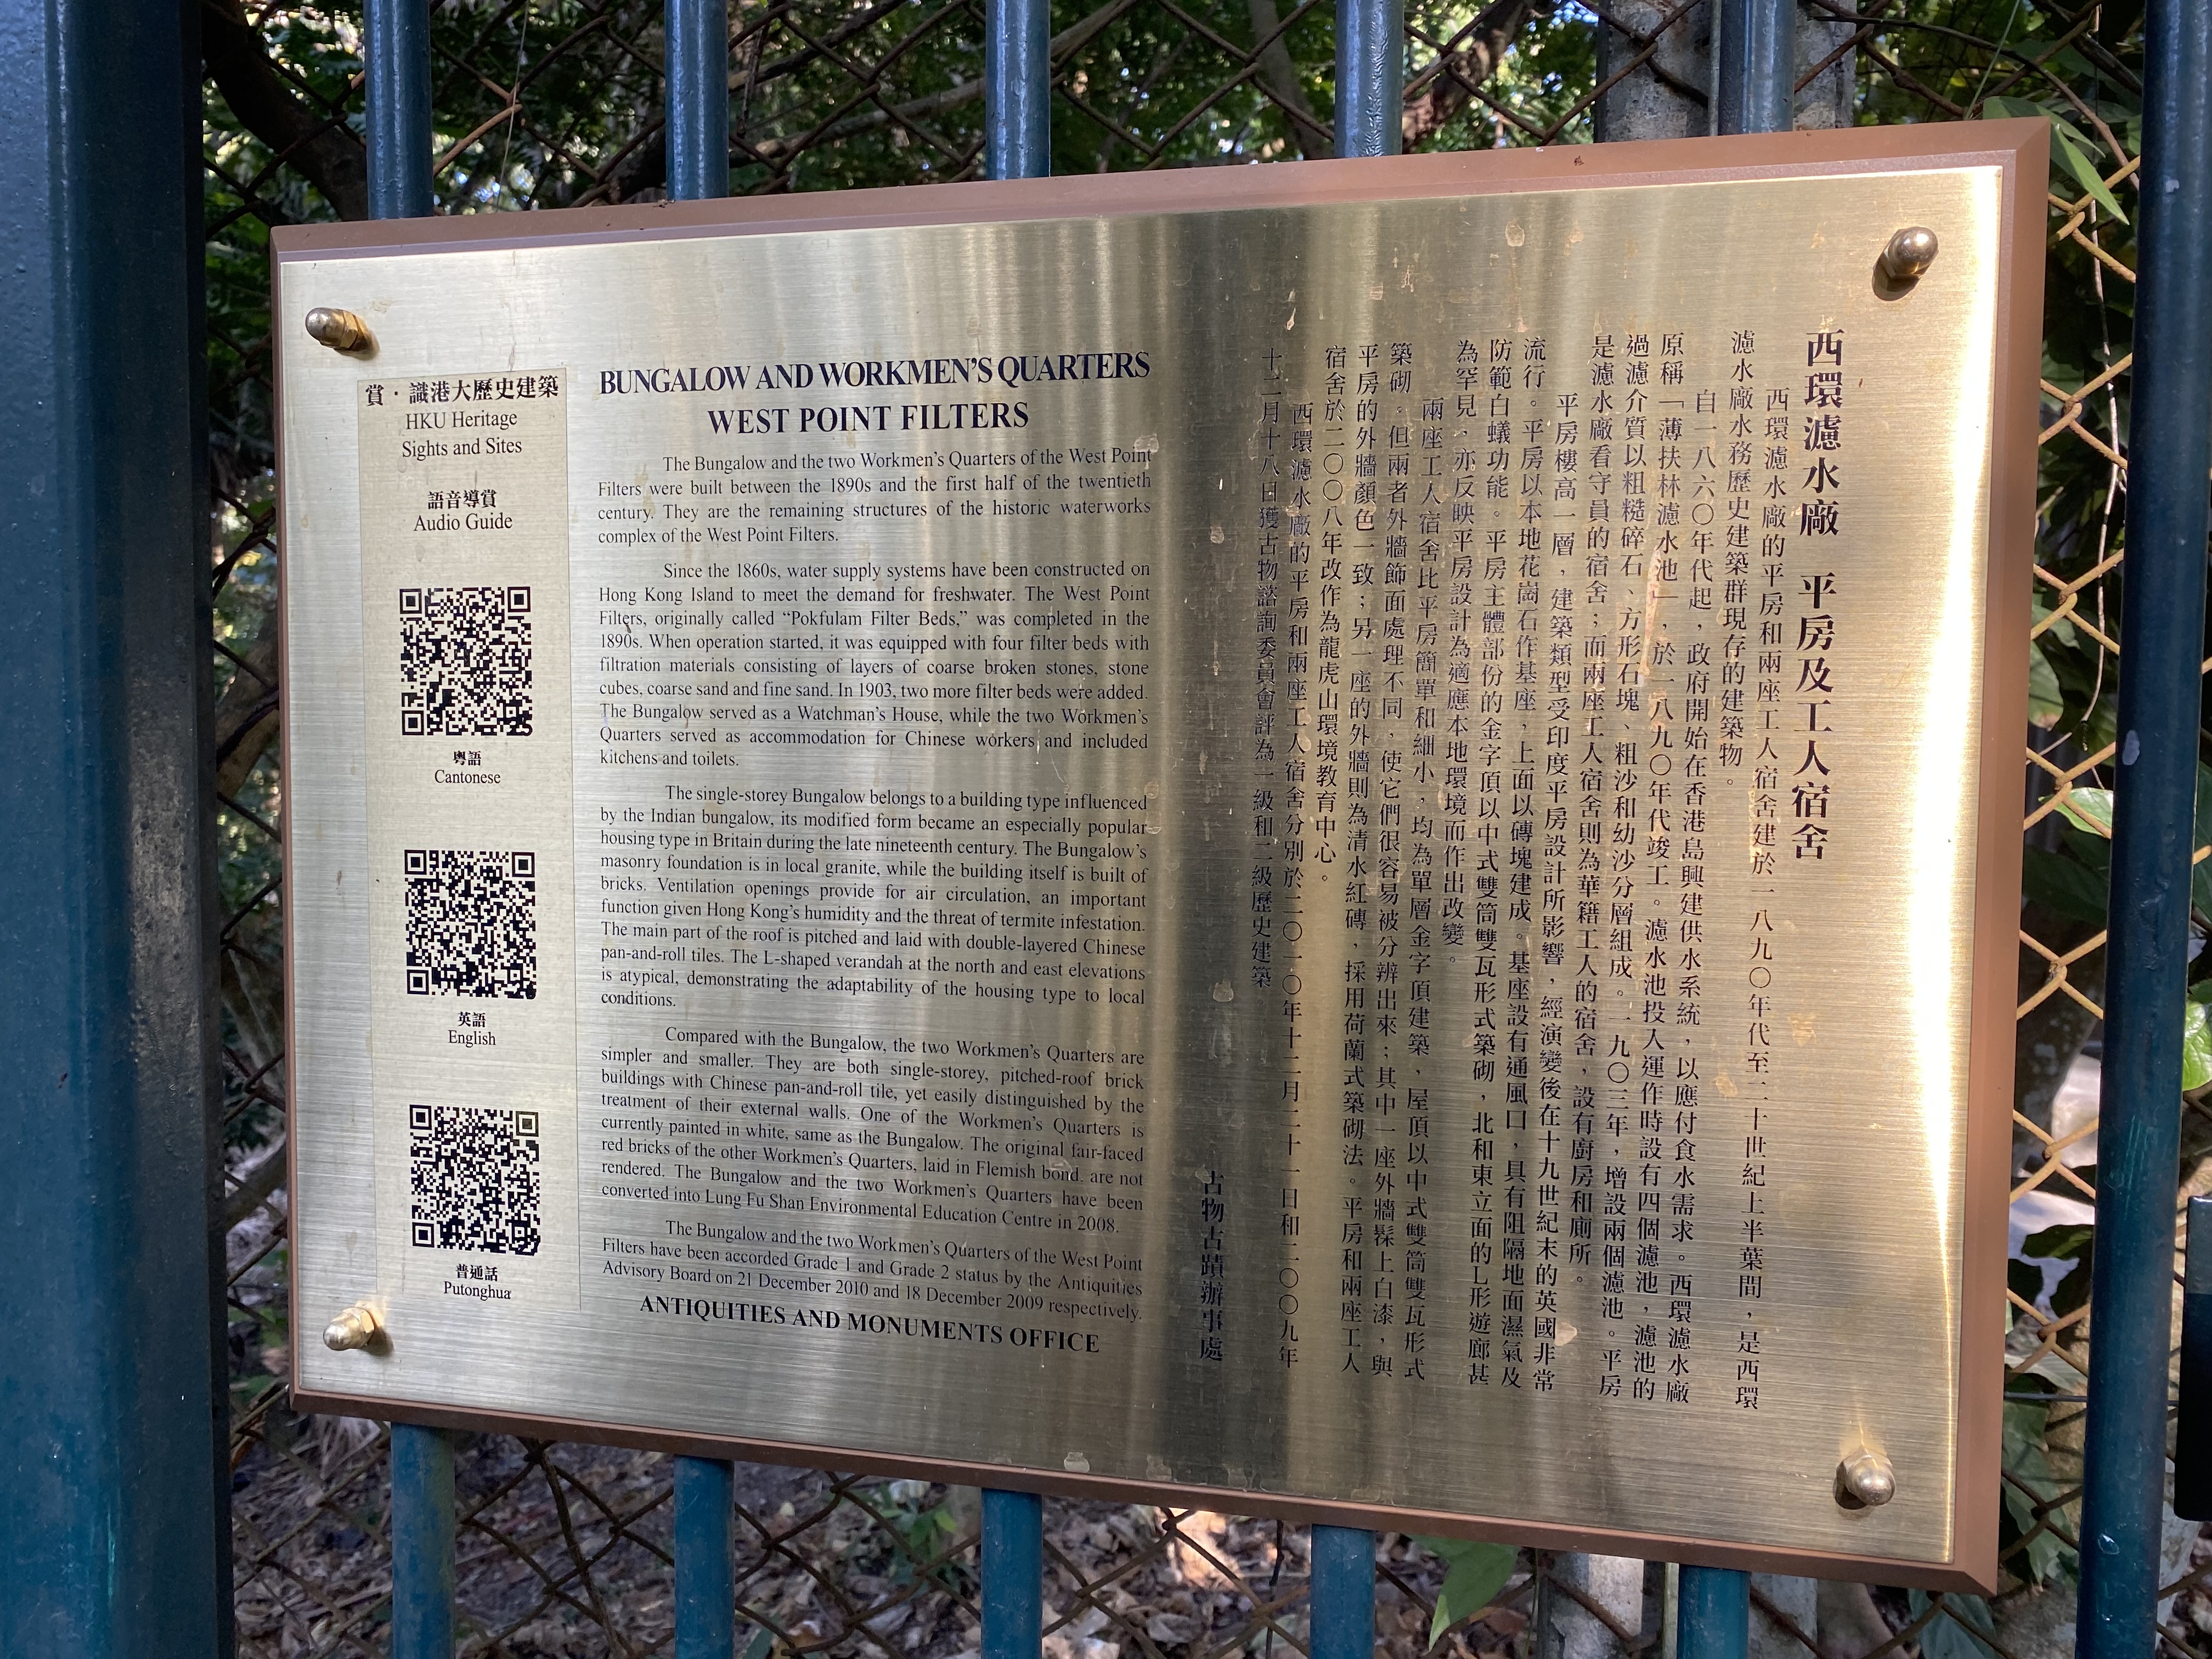 賞．識港大歷史建築
HKU Heritage
Sights and Sites
語音導賞
Audio Guide
粵語
Cantonese
英語
English
普通話
Putonghua
BUNGALOW AND WORKMEN'S QUARTERS
WEST POINT FILTERS
The Bungalow and the two Workmen's Quarters of the West Point
Filters were built between the 1890s and the first half of the twentieth
century. They are the remaining structures of the historic waterworks
complex of the West Point Filters.
Since the 1860s, water supply systems have been constructed on
Hong Kong Island to meet the demand for freshwater. The West Point
Filters, originally called “Pokfulam Filter Beds,” was completed in the
1890s. When operation started, it was equipped with four filter beds with
filtration materials consisting of layers of coarse broken stones, stone
cubes, coarse sand and fine sand. In 1903, two more filter beds were added.
The Bungalow served as a Watchman's House, while the two Workmen's
Quarters served as accommodation for Chinese workers and included
kitchens and toilets.
The single-storey Bungalow belongs to a building type influenced
by the Indian bungalow, its modified form became an especially popular
housing type in Britain during the late nineteenth century. The Bungalow's
masonry foundation is in local granite, while the building itself is built of
bricks. Ventilation openings provide for air circulation, an important
function given Hong Kong's humidity and the threat of termite infestation.
The main part of the roof is pitched and laid with double-layered Chinese
pan-and-roll tiles. The L-shaped verandah at the north and east elevations
is atypical, demonstrating the adaptability of the housing type to local
conditions.
Compared with the Bungalow, the two Workmen's Quarters are
simpler and smaller. They are both single-storey, pitched-roof brick
buildings with Chinese pan-and-roll tile, yet easily distinguished by the
treatment of their external walls. One of the Workmen's Quarters is
currently painted in white, same as the Bungalow. The original fair-faced
red bricks of the other Workmen's Quarters, laid in Flemish bond, are not
rendered. The Bungalow and the two Workmen's Quarters have been
converted into Lung Fu Shan Environmental Education Centre in 2008.
The Bungalow and the two Workmen's Quarters of the West Point
Filters have been accorded Grade 1 and Grade 2 status by the Antiquities
Advisory Board on 21 December 2010 and 18 December 2009 respectively.
ANTIQUITIES AND MONUMENTS OFFICE
西環濾水廠 平房及工人宿舍
西環濾水廠的平房和兩座工人宿舍建於一八九〇年代至二十世紀上半葉間，是西環
濾水廠水務歷史建築群現存的建築物。
自一八六〇年代起，政府開始在香港島興建供水系統，以應付食水需求。西環濾水廠
原稱「薄扶林濾水池」，於一八九〇年代竣工。濾水池投入運作時設有四個濾池，濾池的
過濾介質以粗糙碎石、方形石塊、粗沙和幼沙分層組成。一九〇三年，增設兩個濾池。平房
是濾水廠看守員的宿舍；而兩座工人宿舍則為華籍工人的宿舍，設有廚房和廁所。
平房樓高一層，建築類型受印度平房設計所影響，經演變後在十九世紀末的英國非常
流行。平房以本地花崗石作基座，上面以磚塊建成。基座設有通風口，具有阻隔地面濕氣及
防範白蟻功能。平房主體部份的金字頂以中式雙筒雙瓦形式築砌，北和東立面的L形遊廊甚
為罕見，亦反映平房設計為適應本地環境而作出改變。
兩座工人宿舍比平房簡單和細小，均為單層金字頂建築，屋頂以中式雙筒雙瓦形式
築砌。但兩者外牆飾面處理不同，使它們很容易被分辨出來；其中一座外牆髹上白漆，與
平房的外牆顏色一致；另一座的外牆則為清水紅磚，採用荷蘭式築砌法。平房和兩座工人
宿舍於二〇〇八年改作為龍虎山環境教育中心。
西環濾水廠的平房和兩座工人宿舍分別於二〇一〇年十二月二十一日和二〇〇九年
十二月十八日獲古物諮詢委員會評為一級和二級歷史建築。
古物古蹟辦事處